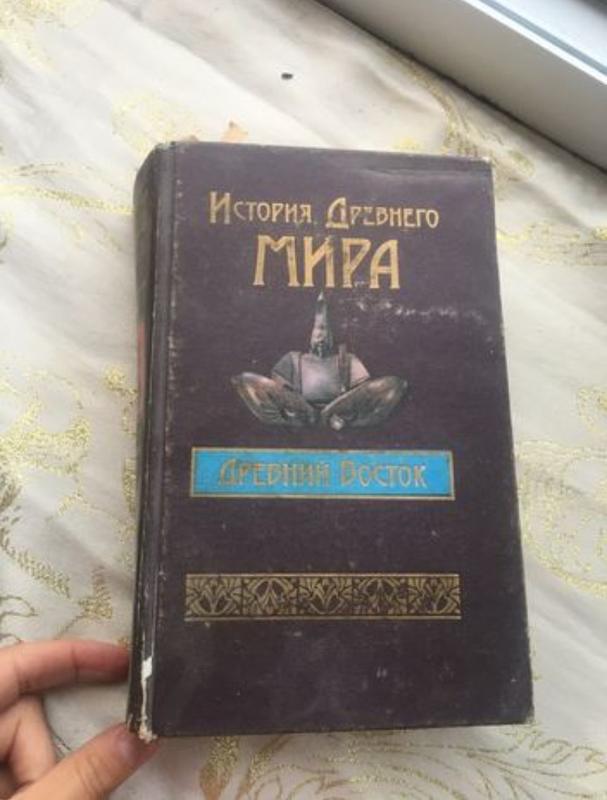 История Древнего
МИРА
Древний Восток